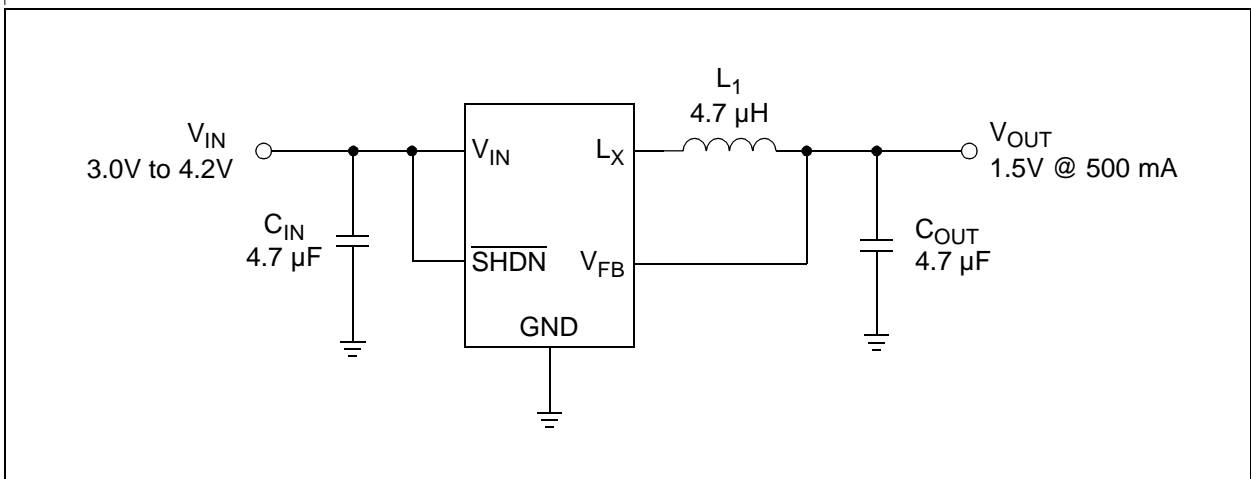 L1
4.7 µH
VIN
3.0V to 4.2V
VIN
LX
VOUT
1.5V @ 500 mA
CIN
4.7 µF
SHDN
VFB
COUT
4.7 µF
GND